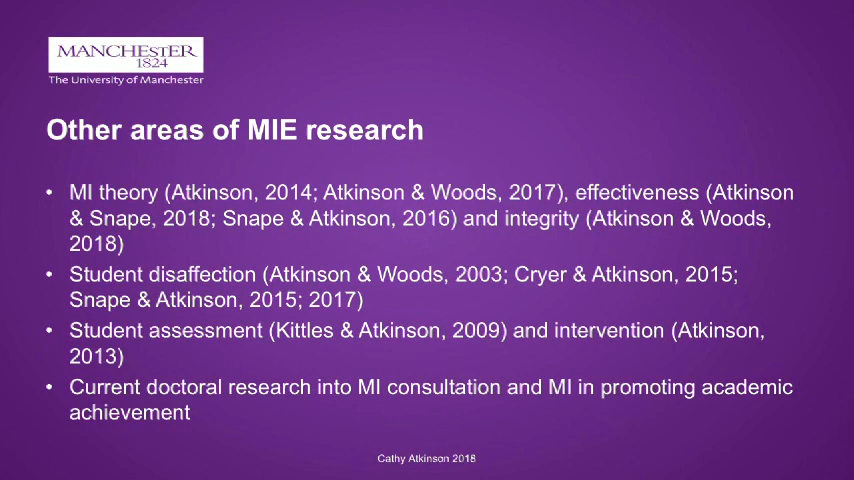 MANCHESTER
1824
The University of Manchester
Other areas of MIE research
• MI theory (Atkinson, 2014; Atkinson & Woods, 2017), effectiveness (Atkinson
& Snape, 2018; Snape & Atkinson, 2016) and integrity (Atkinson & Woods,
2018)
• Student disaffection (Atkinson & Woods, 2003; Cryer & Atkinson, 2015;
Snape & Atkinson, 2015; 2017)
• Student assessment (Kittles & Atkinson, 2009) and intervention (Atkinson,
2013)
• Current doctoral research into MI consultation and MI in promoting academic
achievement
Cathy Atkinson 2018